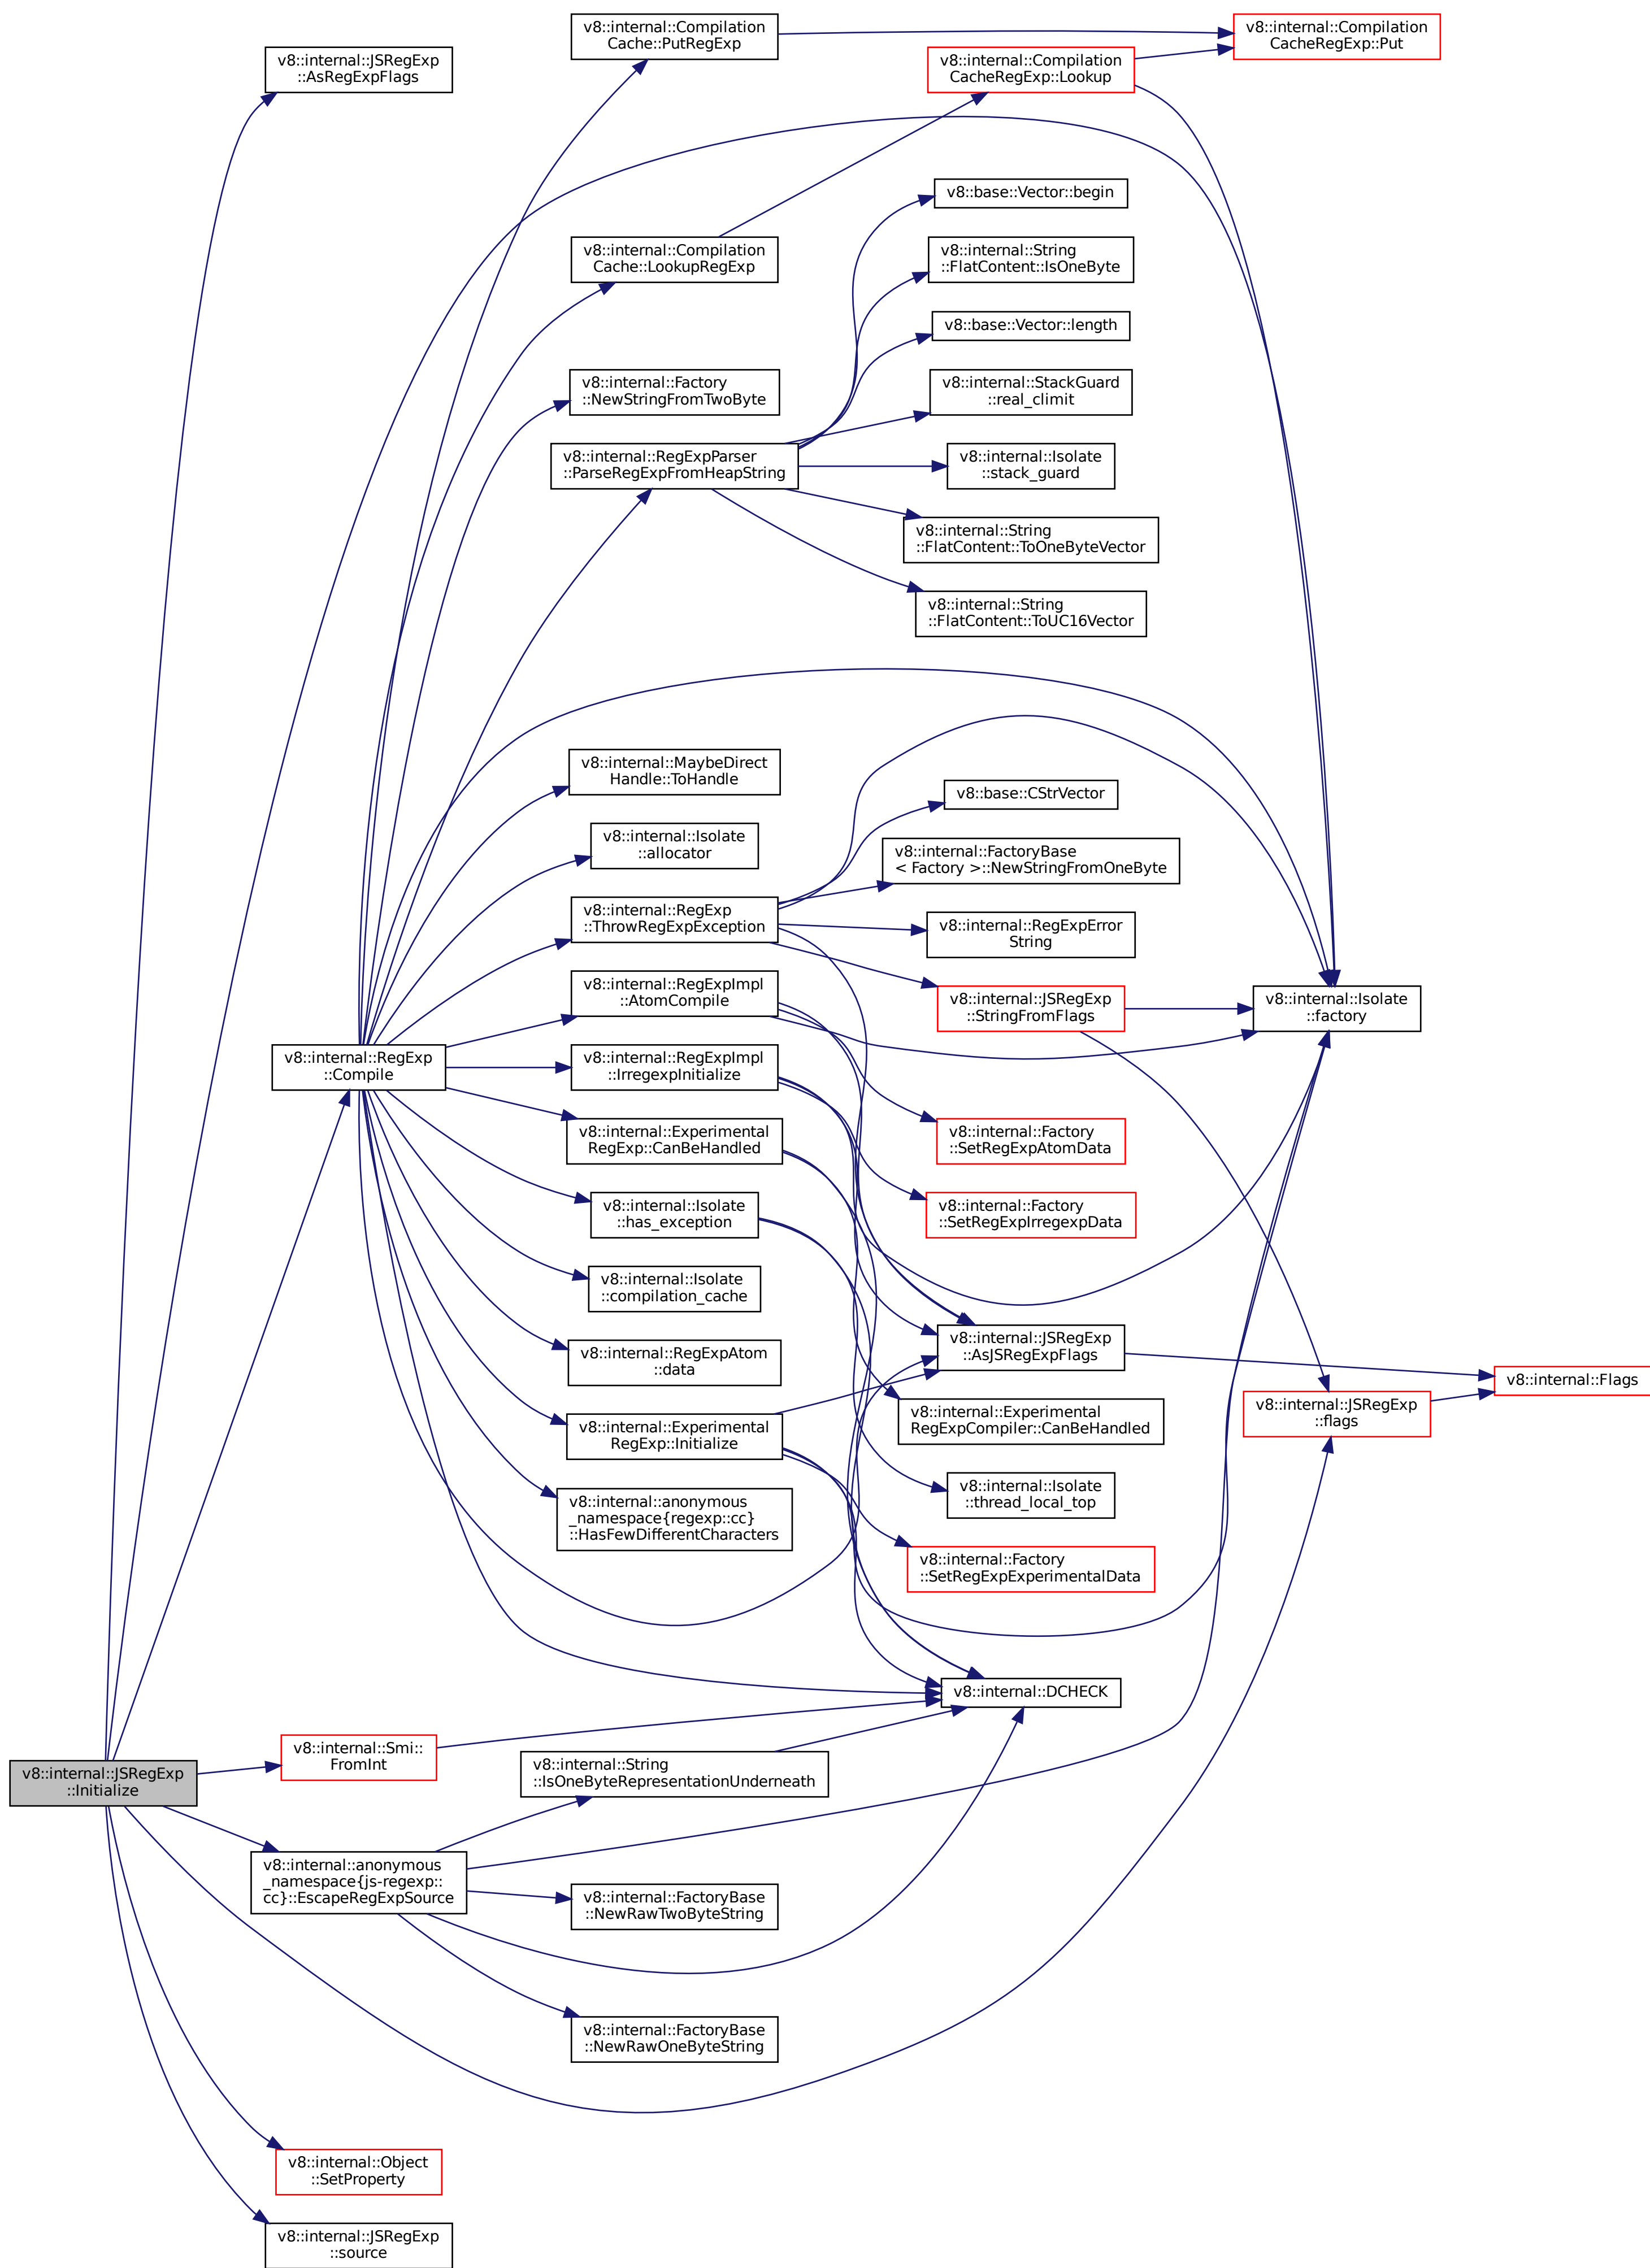 v8::internal::Compilation
Cache::PutRegExp
v8::internal::Compilation
CacheRegExp::Put
v8::internal::JSRegExp
::AsRegExpFlags
v8::internal::Compilation
CacheRegExp::Lookup
v8::base::Vector::begin
v8::internal::Compilation
Cache::LookupRegExp
v8::internal::String
::FlatContent::IsOneByte
v8::base::Vector::length
v8::internal::Factory
::NewStringFromTwoByte
v8::internal::StackGuard
::real_climit
v8::internal::RegExpParser
::ParseRegExpFromHeapString
v8::internal::Isolate
::stack_guard
v8::internal::String
::FlatContent::ToOneByteVector
v8::internal::String
::FlatContent::ToUC16Vector
v8::internal::MaybeDirect
Handle::ToHandle
v8::base::CStrVector
v8::internal::Isolate
::allocator
v8::internal::FactoryBase
< Factory >::NewStringFromOneByte
v8::internal::RegExp
::ThrowRegExpException
v8::internal::RegExpError
String
v8::internal::RegExpImpl
::AtomCompile
v8::internal::JSRegExp
::StringFromFlags
v8::internal::Isolate
::factory
v8::internal::RegExp
::Compile
v8::internal::RegExpImpl
::IrregexpInitialize
v8::internal::Experimental
RegExp::CanBeHandled
v8::internal::Factory
::SetRegExpAtomData
v8::internal::Isolate
::has_exception
v8::internal::Factory
::SetRegExpIrregexpData
v8::internal::Isolate
::compilation_cache
v8::internal::RegExpAtom
::data
v8::internal::JSRegExp
::AsJSRegExpFlags
v8::internal::Flags
v8::internal::Experimental
RegExp::Initialize
v8::internal::Experimental
RegExpCompiler::CanBeHandled
v8::internal::JSRegExp
::flags
v8::internal::anonymous
_namespace{regexp::cc}
::HasFewDifferentCharacters
v8::internal::Isolate
::thread_local_top
v8::internal::Factory
::SetRegExpExperimentalData
v8::internal::DCHECK
v8::internal::JSRegExp
::Initialize
v8::internal::Smi::
FromInt
v8::internal::String
::IsOneByteRepresentationUnderneath
v8::internal::anonymous
_namespace{js-regexp::
cc}::EscapeRegExpSource
v8::internal::FactoryBase
::NewRawTwoByteString
v8::internal::FactoryBase
::NewRawOneByteString
v8::internal::Object
::SetProperty
v8::internal::JSRegExp
::source